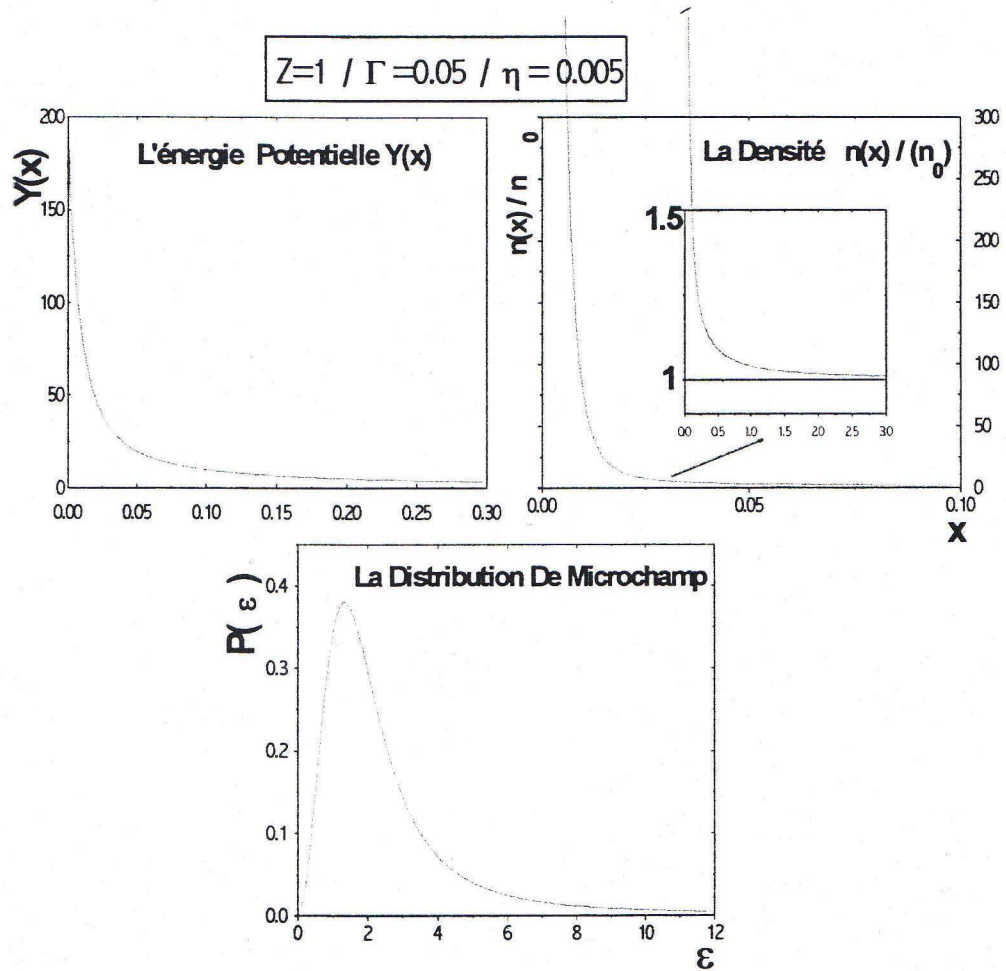 Z=1 / Γ=0.05 / η=0.005
L'énergie Potentielle Y(x)
Y(x)
200
150
100
50
0
0.00 0.05 0.10 0.15 0.20 0.25 0.30
La Densité n(x) / (n0)
n(x) / n 0
300
250
200
150
100
50
0
0.00 0.05 0.10
x
1.5
1
0.0 0.5 1.0 1.5 2.0 2.5 3.0
La Distribution De Microchamp
P( ε )
0.4
0.3
0.2
0.1
0.0
0 2 4 6 8 10 12
ε